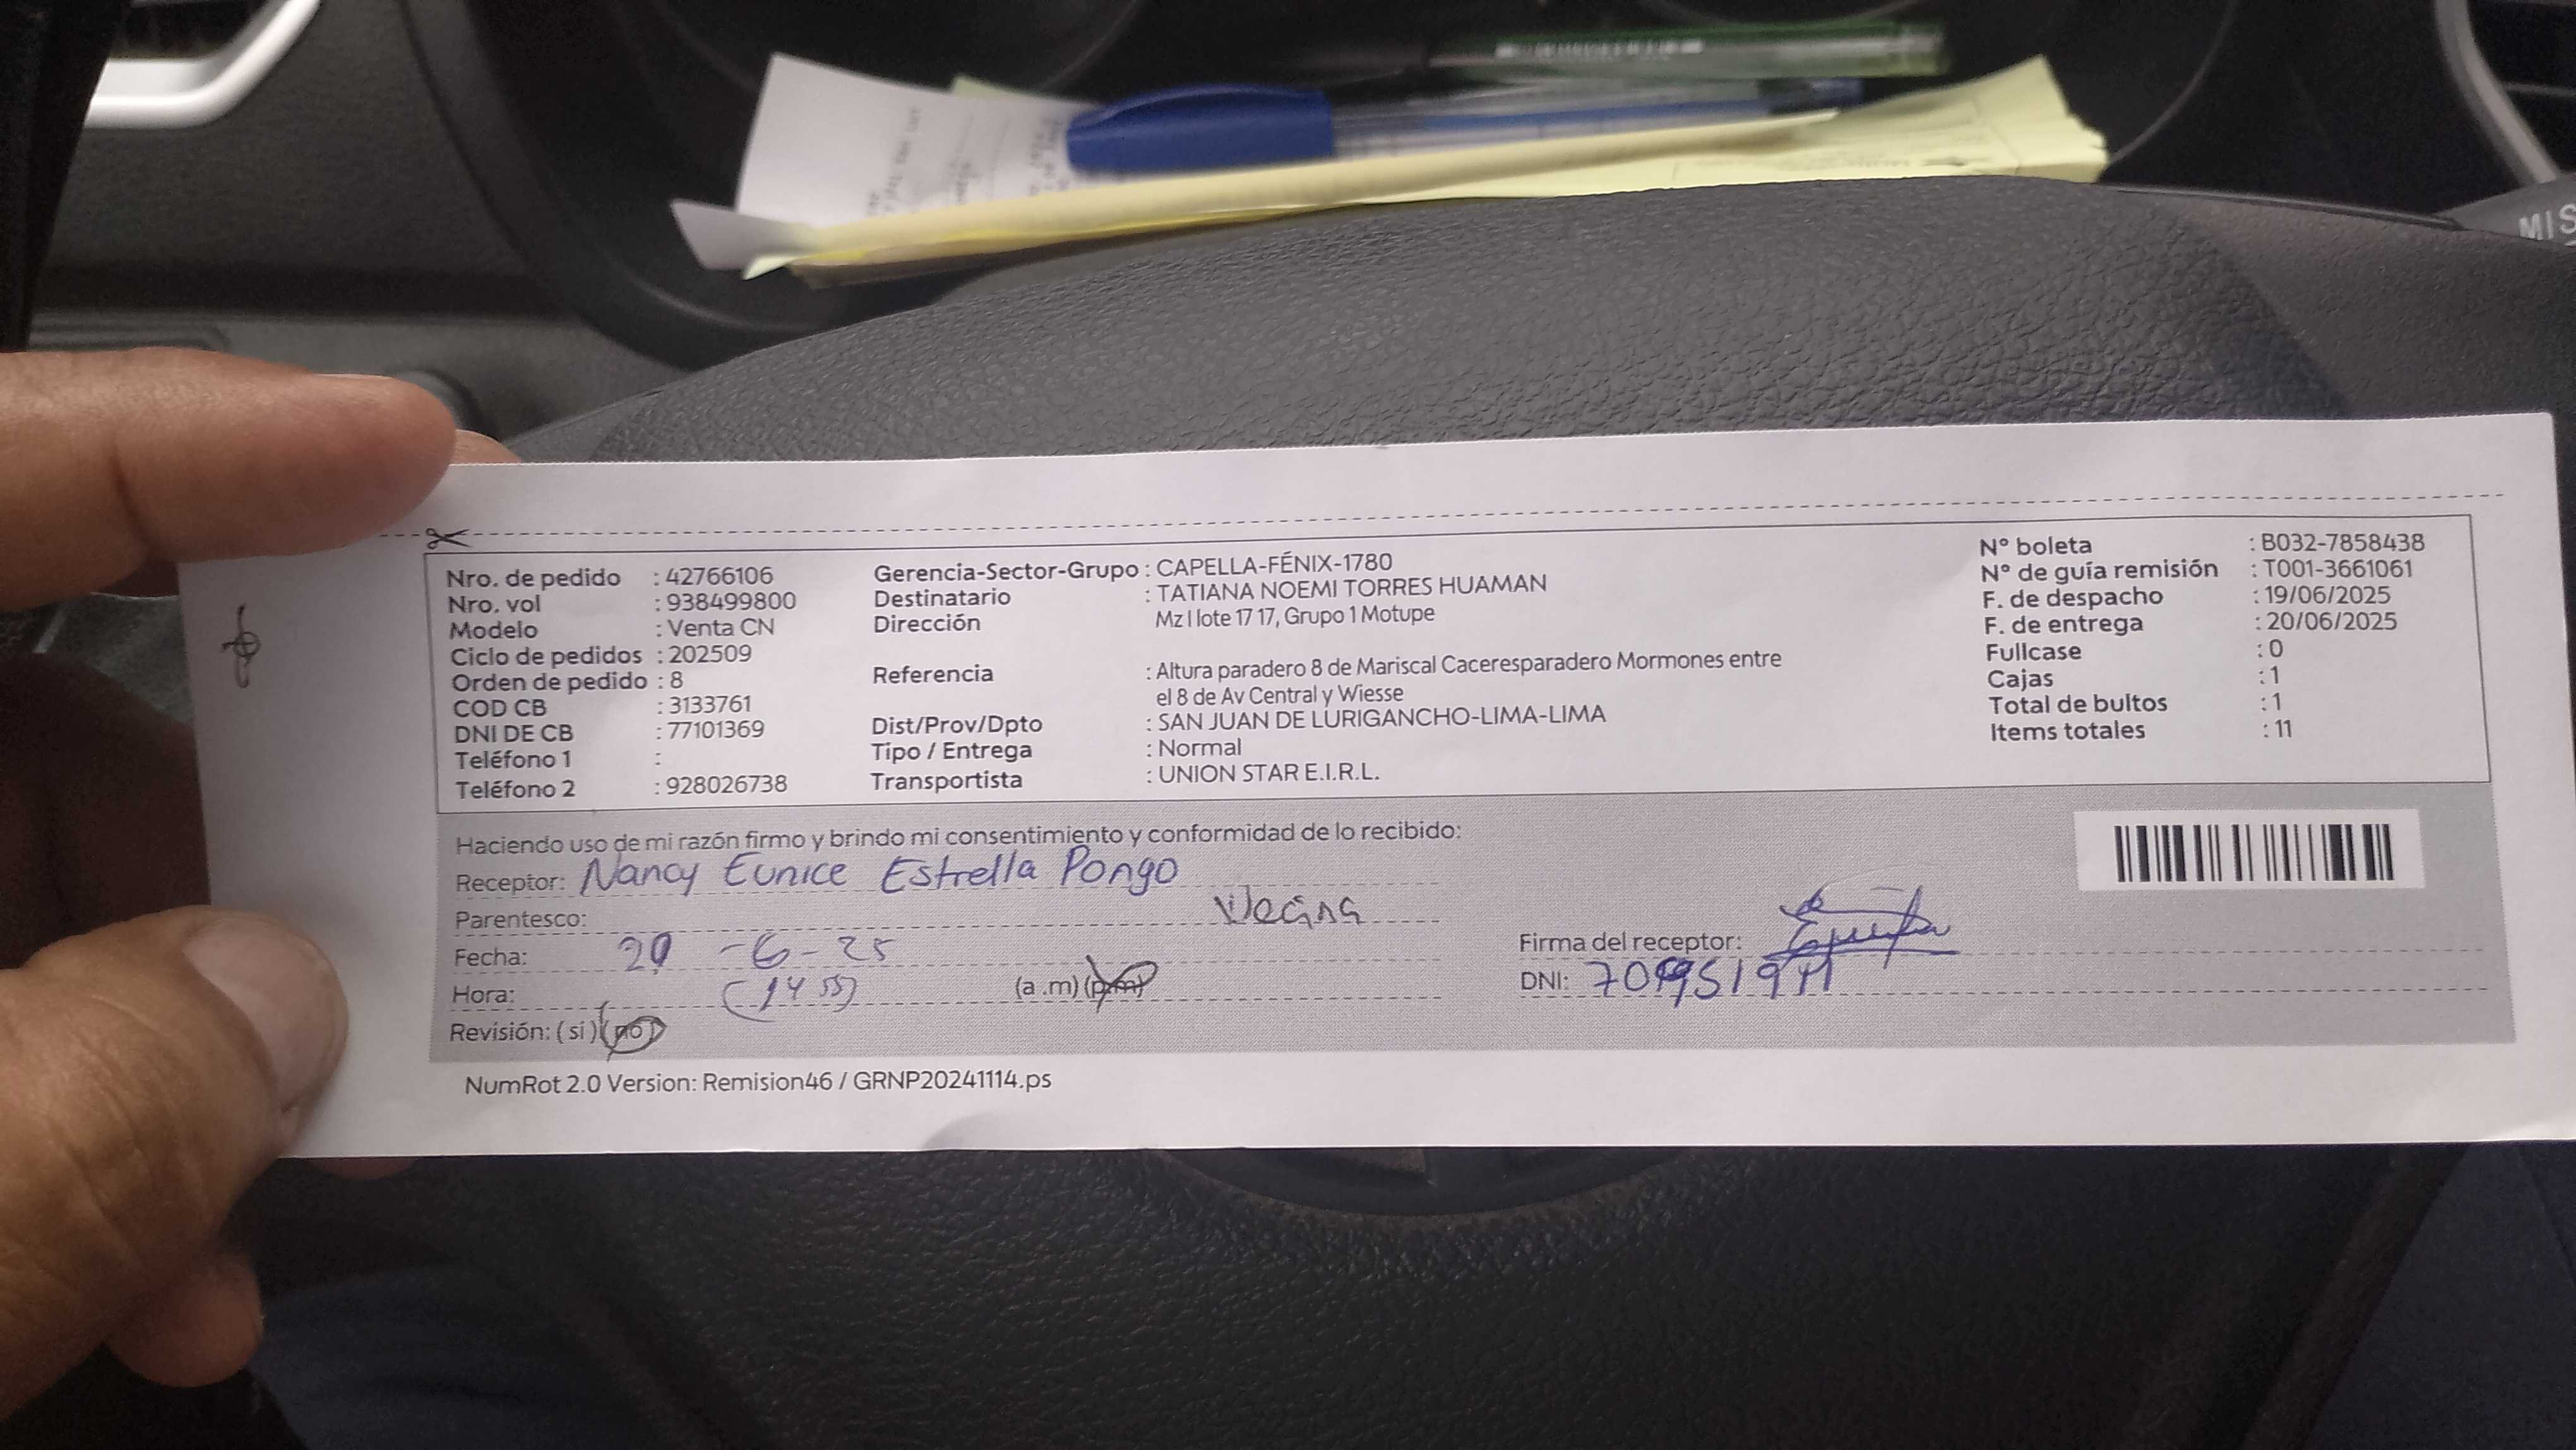 MIS
Nro. de pedido : 42766106
Nro. vol : 938499800
Modelo : Venta CN
Ciclo de pedidos : 202509
Orden de pedido : 8
COD CB : 3133761
DNI DE CB : 77101369
Teléfono 1 :
Teléfono 2 : 928026738
Gerencia-Sector-Grupo : CAPELLA-FÉNIX-1780
Destinatario : TATIANA NOEMI TORRES HUAMAN
Dirección Mz I lote 17 17, Grupo 1 Motupe
Referencia : Altura paradero 8 de Mariscal Caceresparadero Mormones entre
el 8 de Av Central y Wiesse
Dist/Prov/Dpto : SAN JUAN DE LURIGANCHO-LIMA-LIMA
Tipo / Entrega : Normal
Transportista : UNION STAR E.I.R.L.
N° boleta : B032-7858438
N° de guía remisión : T001-3661061
F. de despacho : 19/06/2025
F. de entrega : 20/06/2025
Fullcase : 0
Cajas : 1
Total de bultos : 1
Items totales : 11
Haciendo uso de mi razón firmo y brindo mi consentimiento y conformidad de lo recibido:
Receptor: Nancy Eunice Estrella Pongo
Parentesco: Vecina
Fecha: 20 -6-25
Hora: (14 55) (a.m) (p.m)
Revisión: (si) (no)
Firma del receptor:
DNI:
NumRot 2.0 Version: Remision46 / GRNP20241114.ps